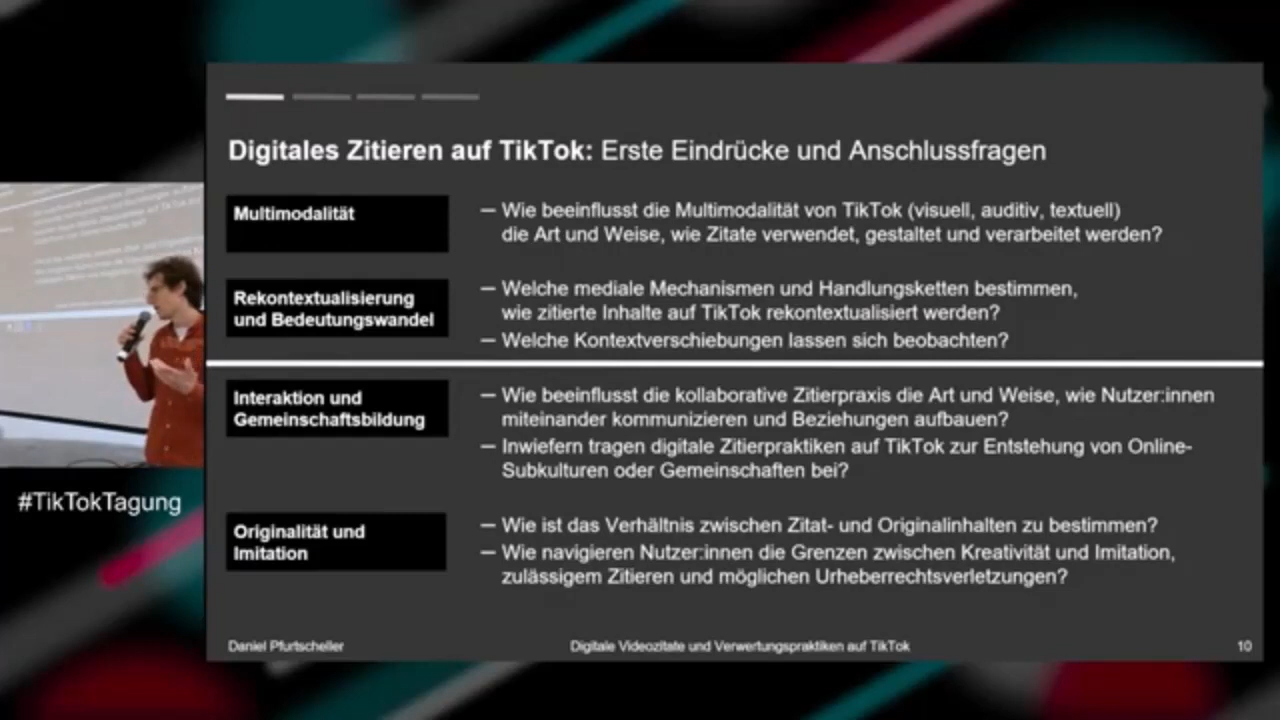 Digitales Zitieren auf TikTok: Erste Eindrücke und Anschlussfragen
Multimodalität
— Wie beeinflusst die Multimodalität von TikTok (visuell, auditiv, textuell)
die Art und Weise, wie Zitate verwendet, gestaltet und verarbeitet werden?
Rekontextualisierung
und Bedeutungswandel
— Welche mediale Mechanismen und Handlungsketten bestimmen,
wie zitierte Inhalte auf TikTok rekontextualisiert werden?
— Welche Kontextverschiebungen lassen sich beobachten?
Interaktion und
Gemeinschaftsbildung
— Wie beeinflusst die kollaborative Zitierpraxis die Art und Weise, wie Nutzer:innen
miteinander kommunizieren und Beziehungen aufbauen?
— Inwiefern tragen digitale Zitierpraktiken auf TikTok zur Entstehung von Online-
Subkulturen oder Gemeinschaften bei?
#TikTokTagung
Originalität und
Imitation
— Wie ist das Verhältnis zwischen Zitat- und Originalinhalten zu bestimmen?
— Wie navigieren Nutzer:innen die Grenzen zwischen Kreativität und Imitation,
zulässigem Zitieren und möglichen Urheberrechtsverletzungen?
Daniel Pfurtscheller
Digitale Videozitate und Verwertungspraktiken auf TikTok
10